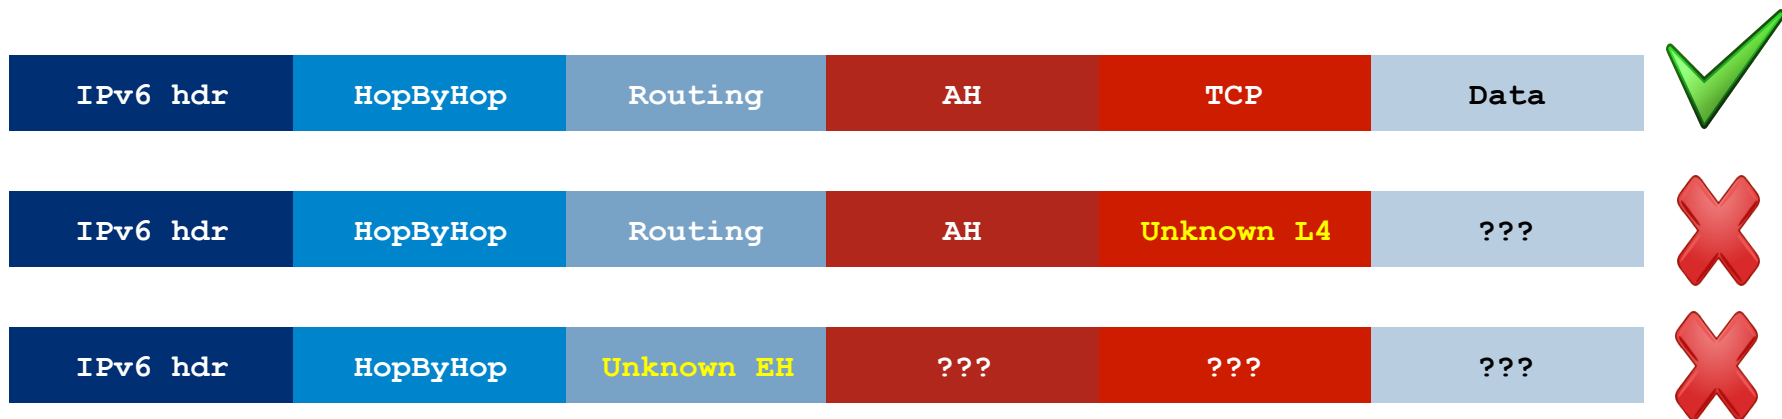 IPv6 hdr HopByHop Routing AH TCP Data
IPv6 hdr HopByHop Routing AH Unknown L4 ???
IPv6 hdr HopByHop Unknown EH ??? ??? ???